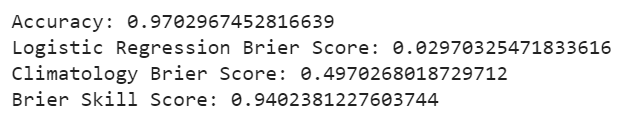 Accuracy: 0.9702967452816639
Logistic Regression Brier Score: 0.02970325471833616
Climatology Brier Score: 0.4970268018729712
Brier Skill Score: 0.9402381227603744